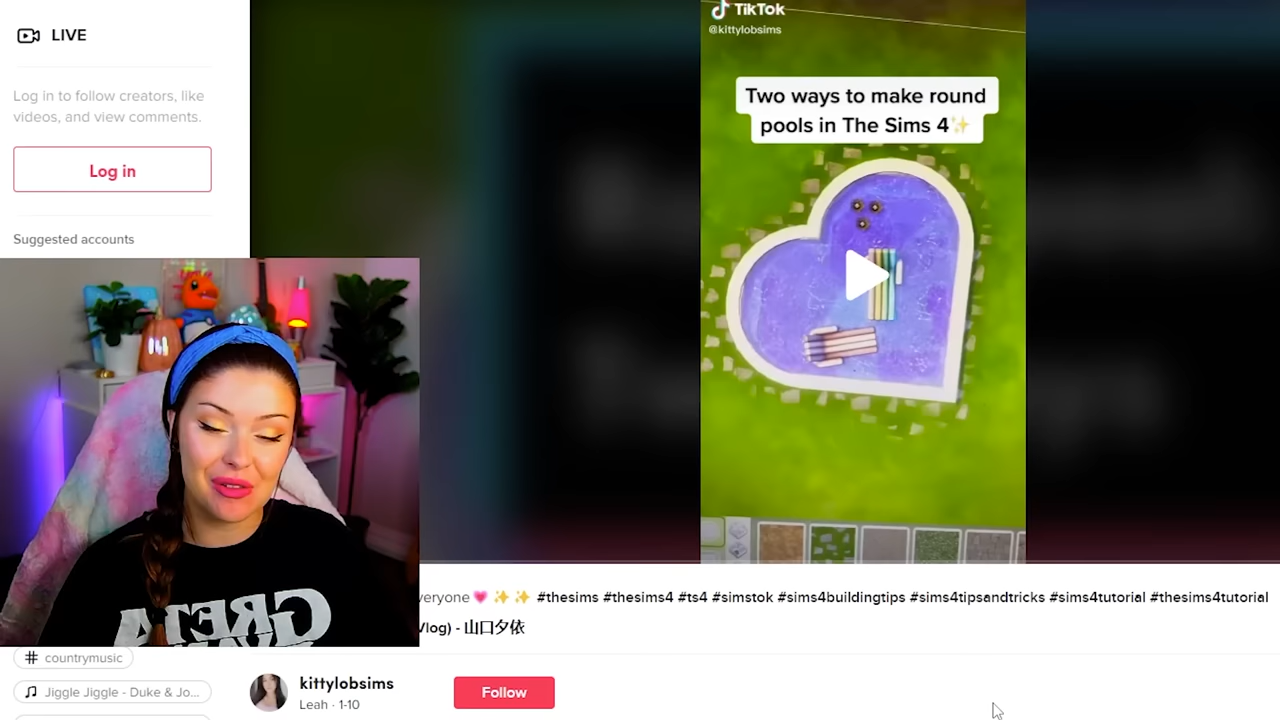 LIVE
Log in to follow creators, like
videos, and view comments.
Log in
Suggested accounts
TikTok
@kittylobsims
Two ways to make round
pools in The Sims 4✨
GRETA
veryone 💗 ✨ ✨ #thesims #thesims4 #ts4 #simstok #sims4buildingtips #sims4tipsandtricks #sims4tutorial #thesims4tutorial
Vlog) - 山口夕依
# countrymusic
Jiggle Jiggle - Duke & Jo...
kittylobsims
Leah · 1-10
Follow